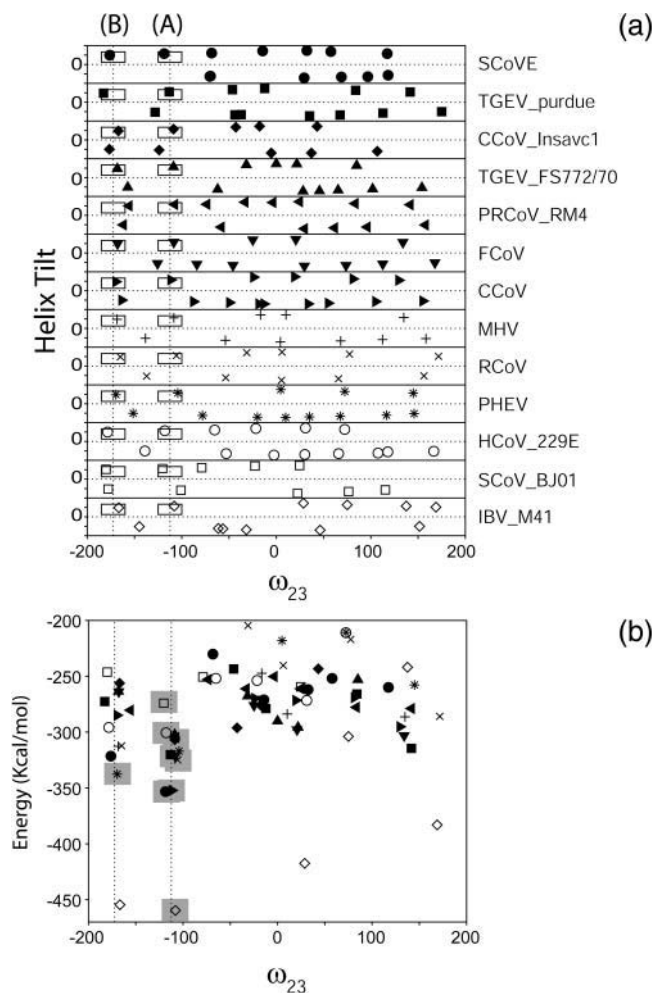 (B) (A) (a)
0 SCoVE
0 TGEV_purdue
0 CCoV_Insavc1
0 TGEV_FS772/70
0 PRCoV_RM4
0 FCoV
0 CCoV
0 MHV
0 RCoV
0 PHEV
0 HCoV_229E
0 SCoV_BJ01
0 IBV_M41
Helix Tilt
-200 -100 0 100 200
ω23
(b)
-200
-250
-300
-350
-400
-450
Energy (Kcal/mol)
-200 -100 0 100 200
ω23